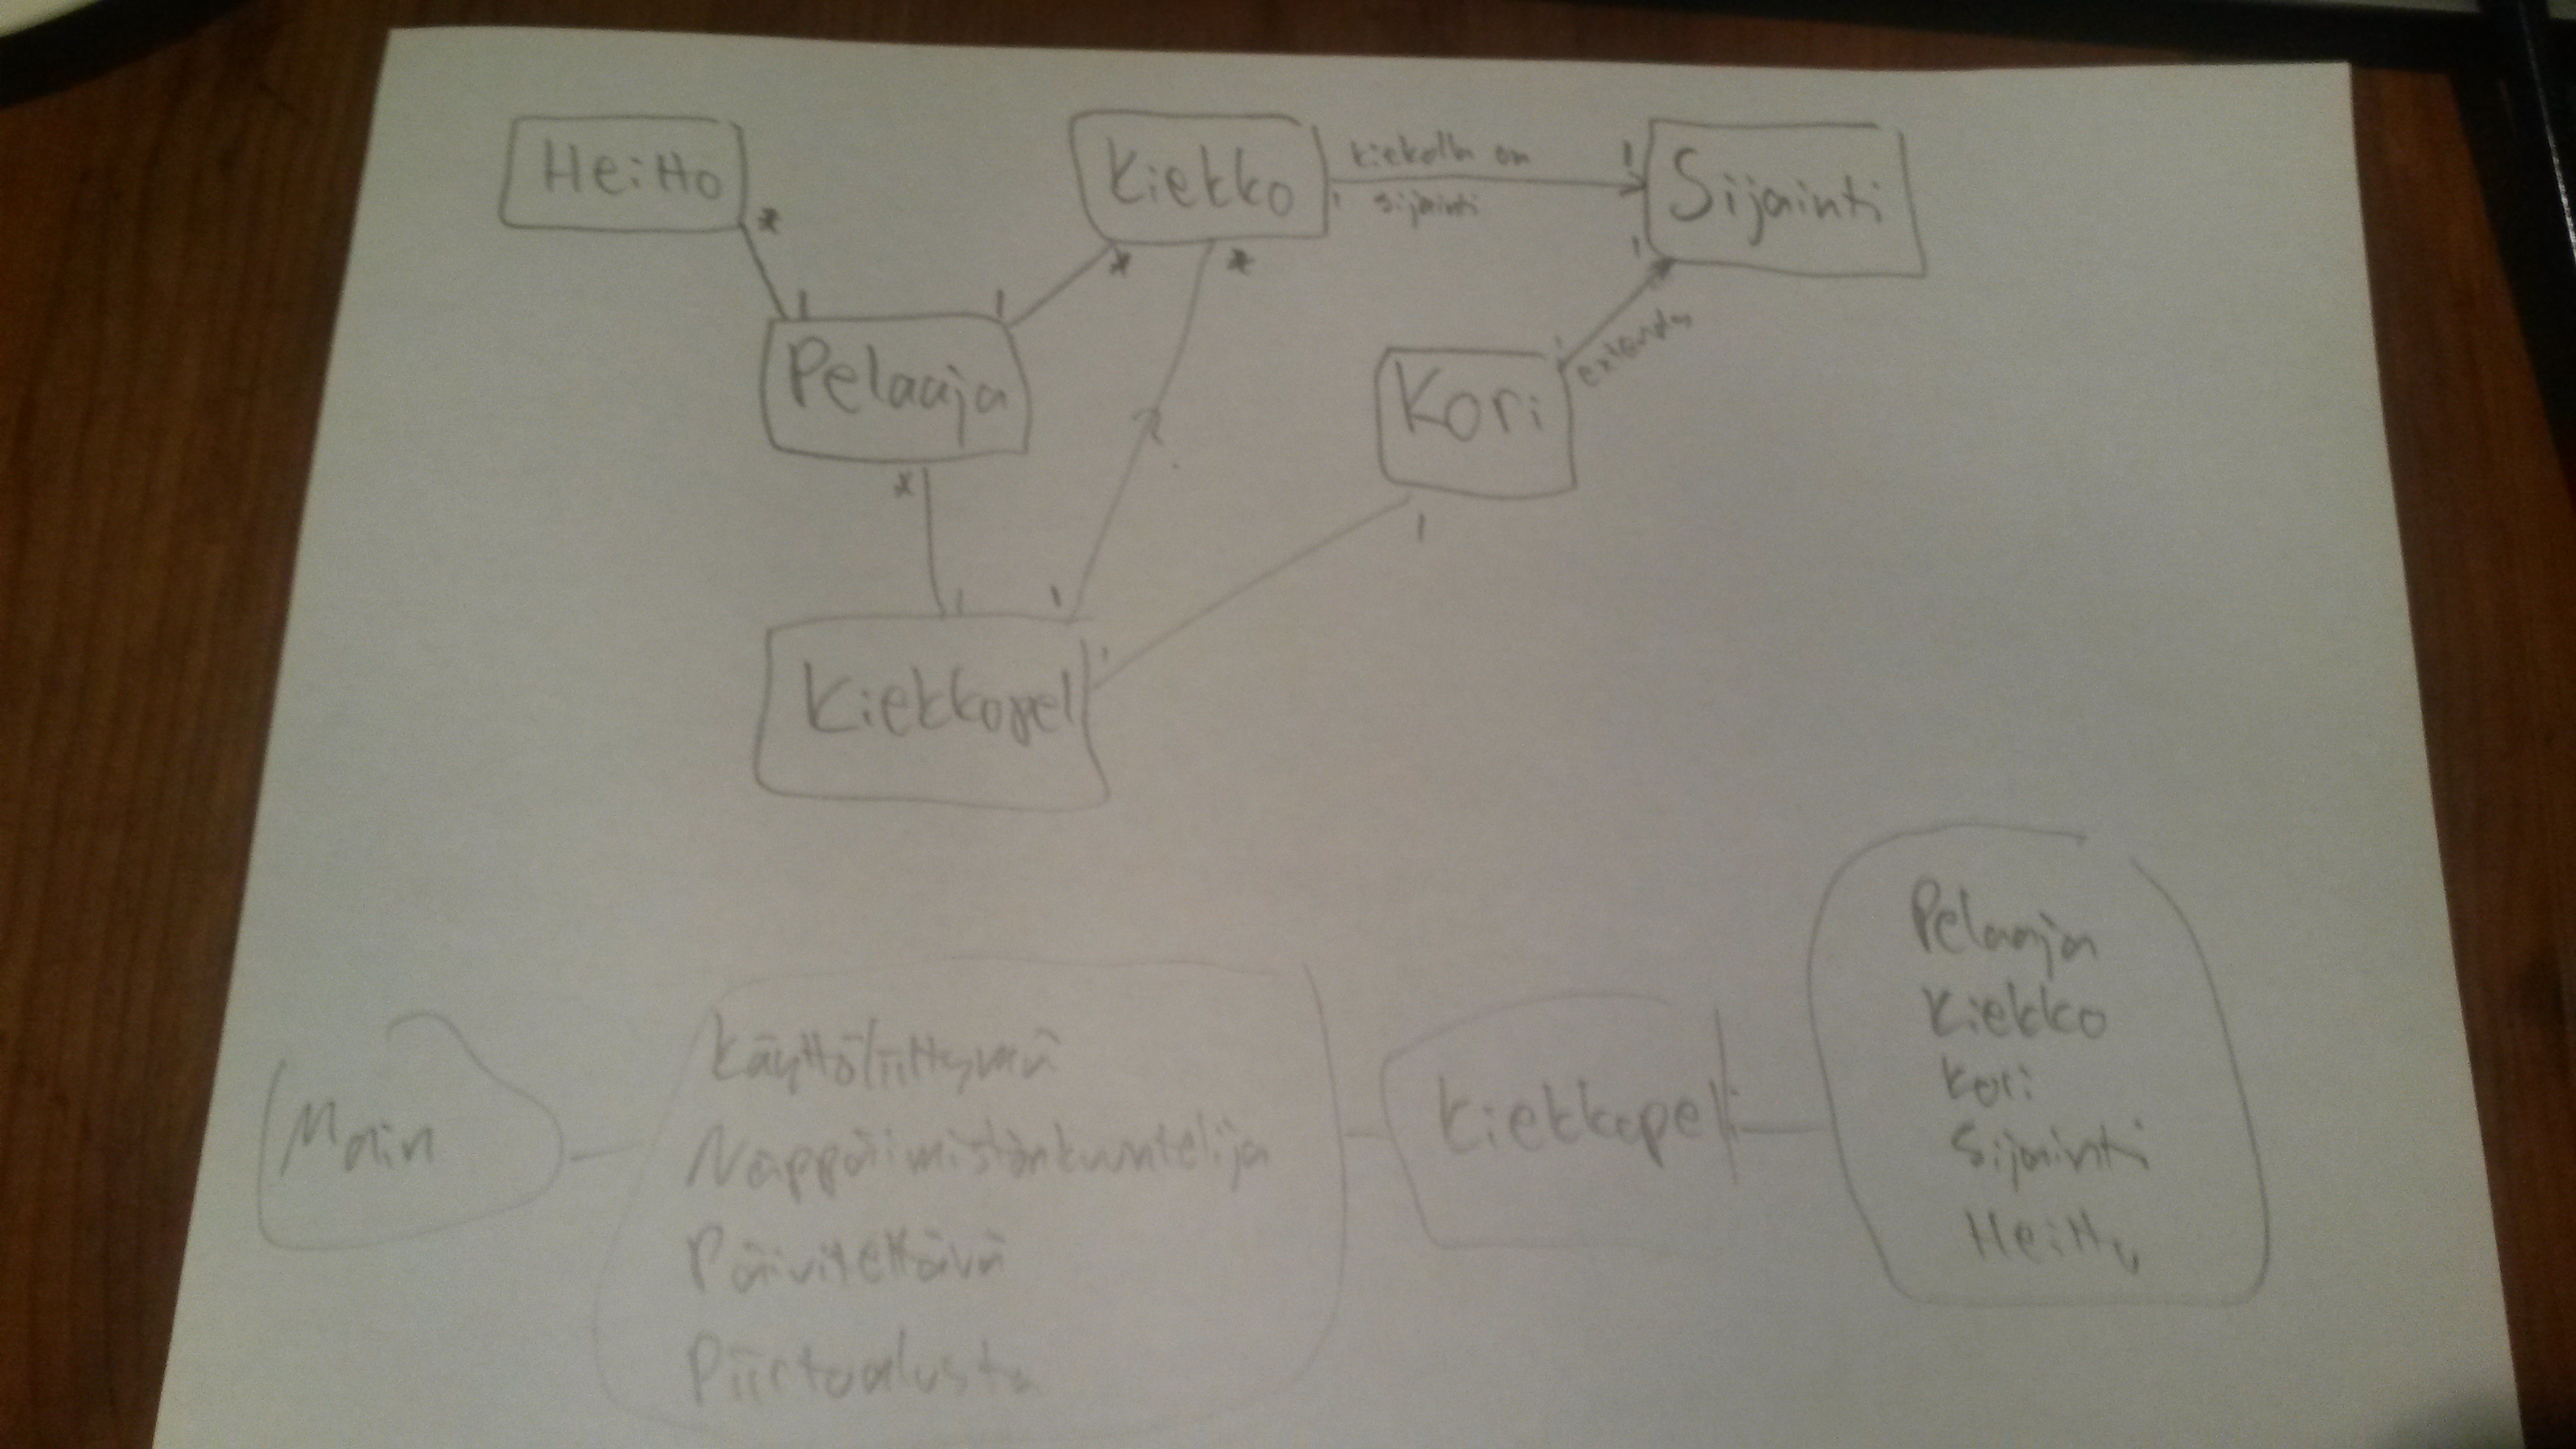 Heitto
*
1
Kiekko
*
*
kiekolla on
sijainti
1
1
Sijainti
1
Pelaaja
1
*
Kori
1
extends
1
1
1
1
Kiekkopeli
Main
Käyttöliittymä
Näppäimistönkuuntelija
Päivitettävä
Piirtoalusta
Kiekkopeli
Pelaaja
Kiekko
Kori
Sijainti
Heitto